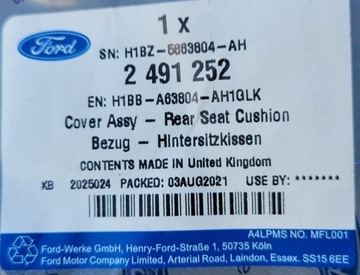 1 x
Ford
SN: H1BZ-5863804-AH
2 491 252
EN: H1BB-A63804-AH1GLK
Cover Assy - Rear Seat Cushion
Bezug - Hintersitzkissen
CONTENTS MADE IN United Kingdom
KB 2025024 PACKED: 03AUG2021 USE BY:*******
A4LPMS NO. MFL001
Ford-Werke GmbH, Henry-Ford-Straße 1, 50735 Köln
Ford Motor Company Limited, Arterial Road, Laindon, Essex. SS15 6EE